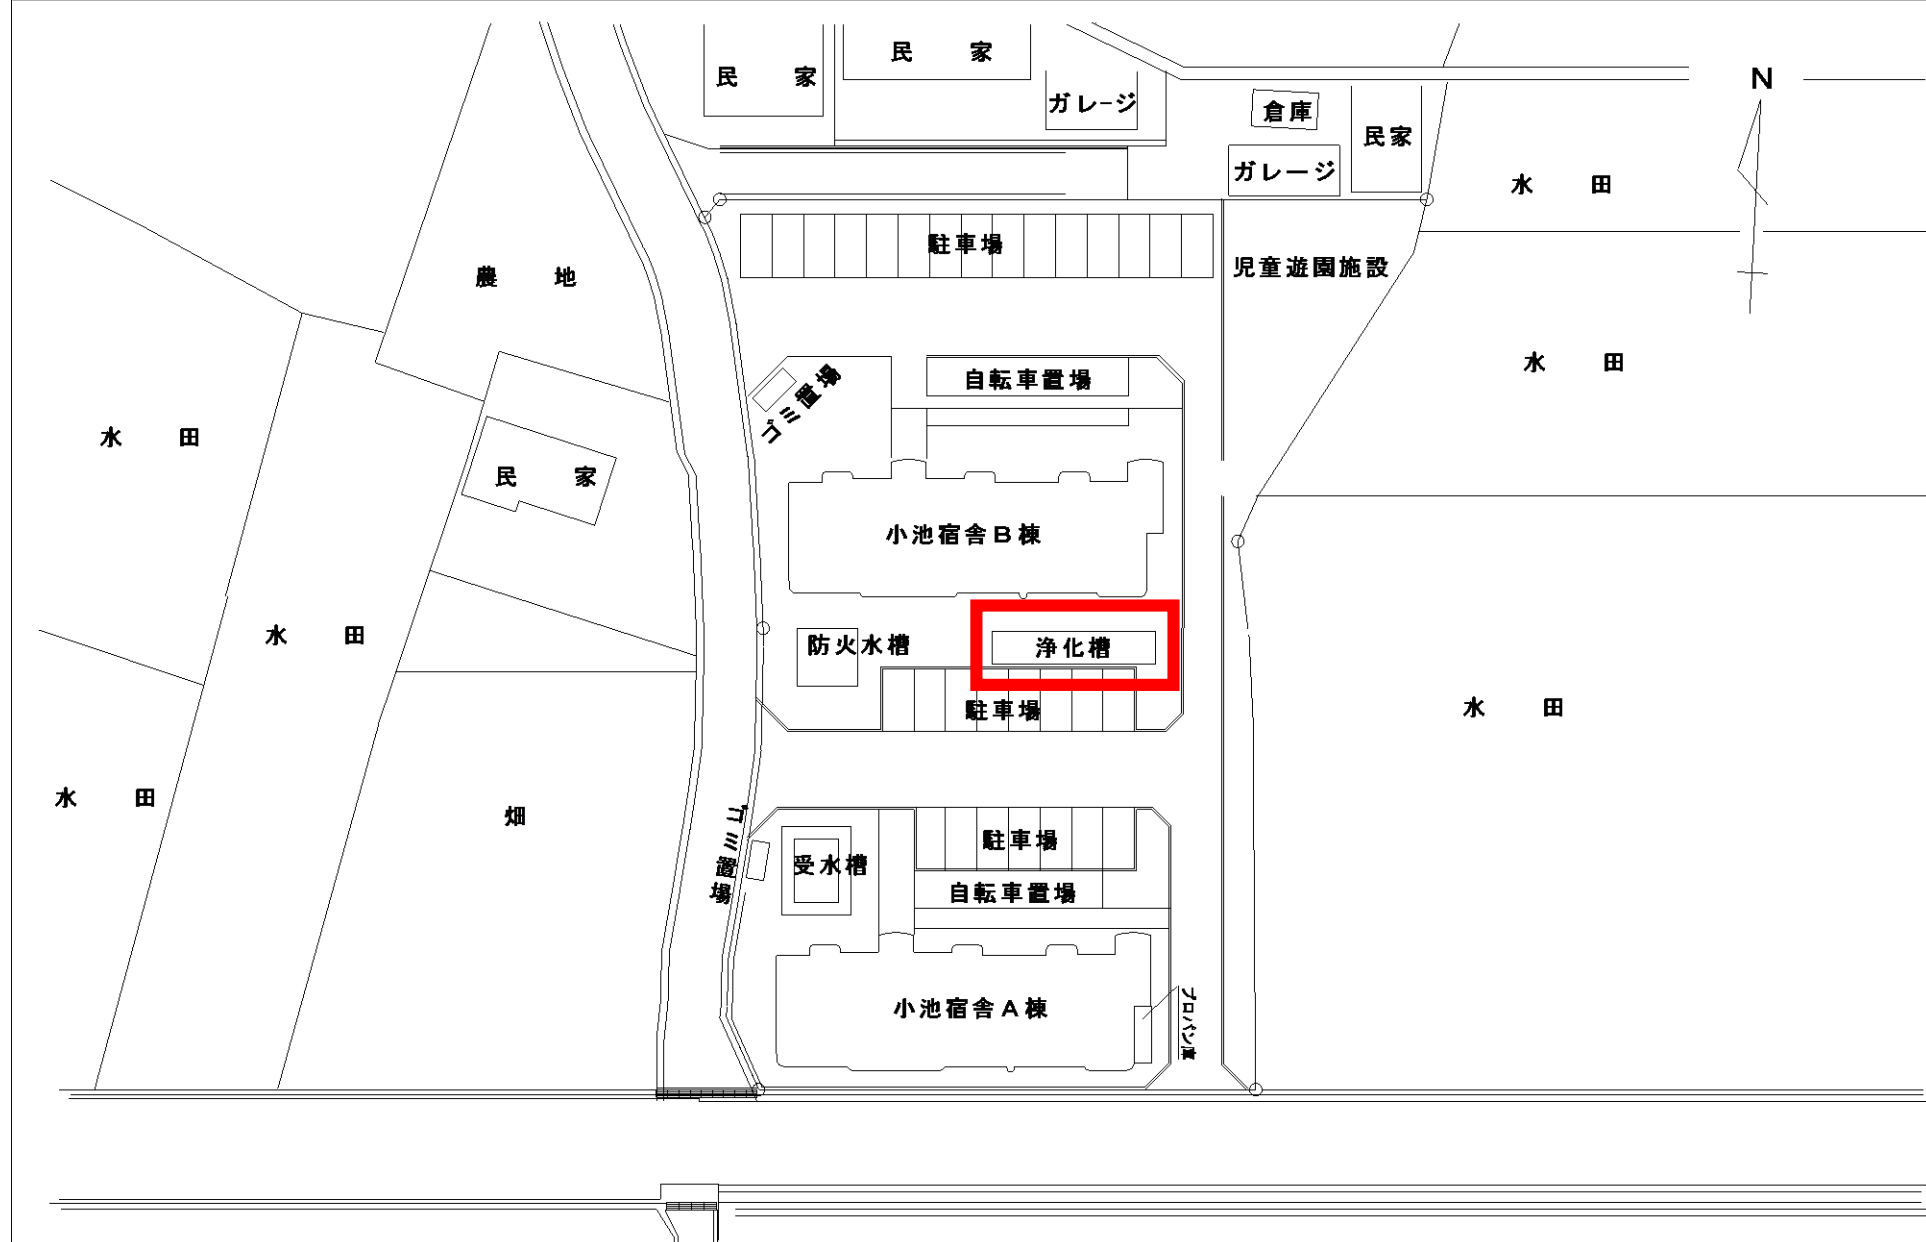 民 家
民 家
N
ガレージ
倉庫
民家
ガレージ
水 田
駐車場
児童遊園施設
農 地
水 田
自転車置場
ゴミ置場
水 田
民 家
小池宿舎B棟
水 田
防火水槽
浄化槽
駐車場
水 田
水 田
畑
ゴミ置場
駐車場
受水槽
自転車置場
小池宿舎A棟
プロパン庫